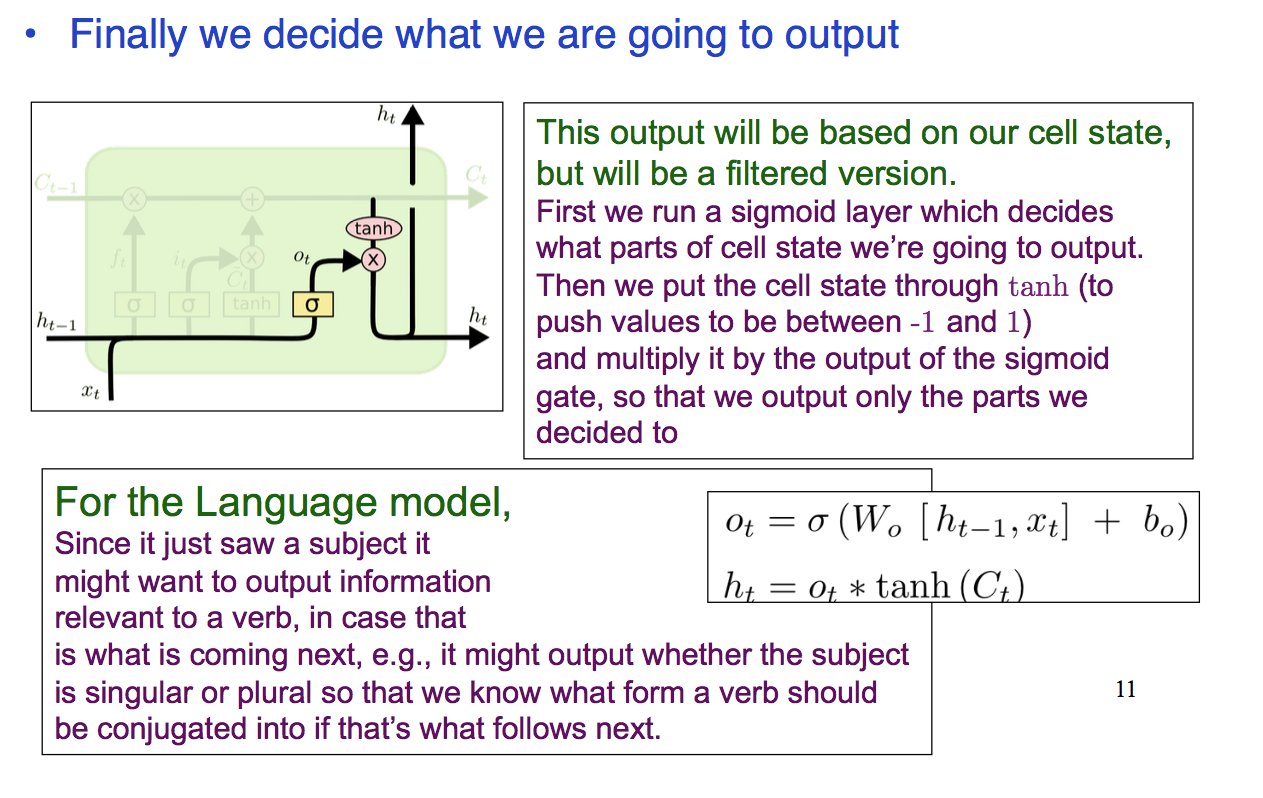 • Finally we decide what we are going to output
h_t
C_{t-1}
C_t
×
+
tanh
f_t
i_t
×
o_t
×
C̃_t
σ
σ
tanh
σ
h_{t-1}
h_t
x_t
This output will be based on our cell state,
but will be a filtered version.
First we run a sigmoid layer which decides
what parts of cell state we’re going to output.
Then we put the cell state through tanh (to
push values to be between -1 and 1)
and multiply it by the output of the sigmoid
gate, so that we output only the parts we
decided to
For the Language model,
Since it just saw a subject it
might want to output information
relevant to a verb, in case that
is what is coming next, e.g., it might output whether the subject
is singular or plural so that we know what form a verb should
be conjugated into if that’s what follows next.
o_t = σ (W_o [h_{t-1}, x_t] + b_o)
h_t = o_t * tanh (C_t)
11